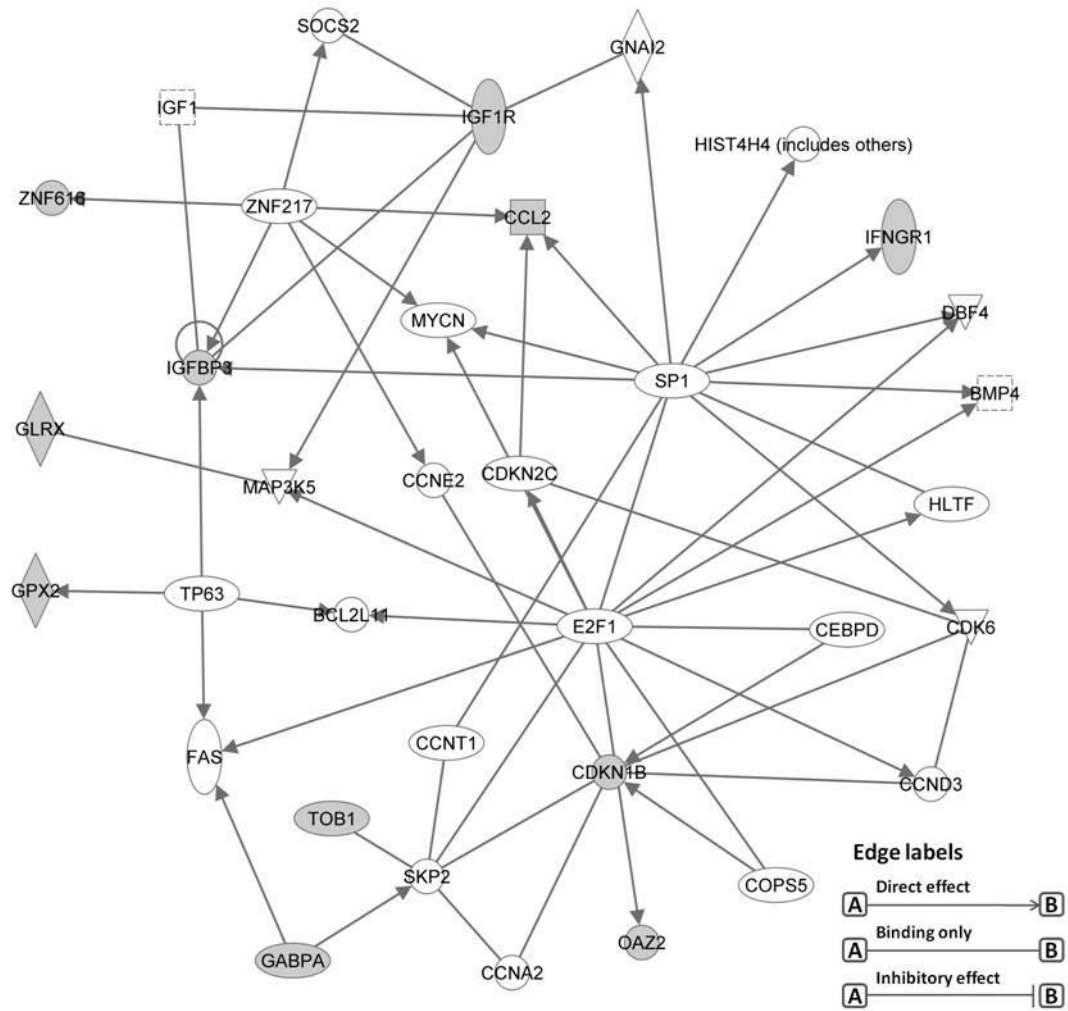 SOCS2
GNAI2
IGF1
IGF1R
HIST4H4 (includes others)
ZNF616
ZNF217
CCL2
IFNGR1
MYCN
DBF4
IGFBP3
SP1
BMP4
GLRX
MAP3K5
CCNE2
CDKN2C
HLTF
GPX2
TP63
BCL2L11
E2F1
CEBPD
CDK6
FAS
CCNT1
CDKN1B
CCND3
TOB1
SKP2
COPS5
GABPA
CCNA2
OAZ2
Edge labels
Direct effect
A B
Binding only
A B
Inhibitory effect
A B